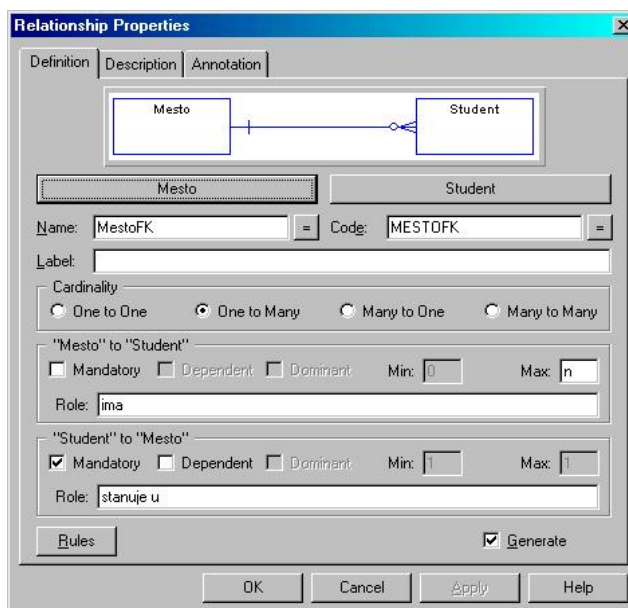 Relationship Properties
Definition Description Annotation
Mesto Student
Mesto Student
Name: MestoFK = Code: MESTOFK =
Label:
Cardinality
One to One One to Many Many to One Many to Many
"Mesto" to "Student"
Mandatory Dependent Dominant Min: 0 Max: n
Role: ima
"Student" to "Mesto"
Mandatory Dependent Dominant Min: 1 Max: 1
Role: stanuje u
Rules Generate
OK Cancel Apply Help